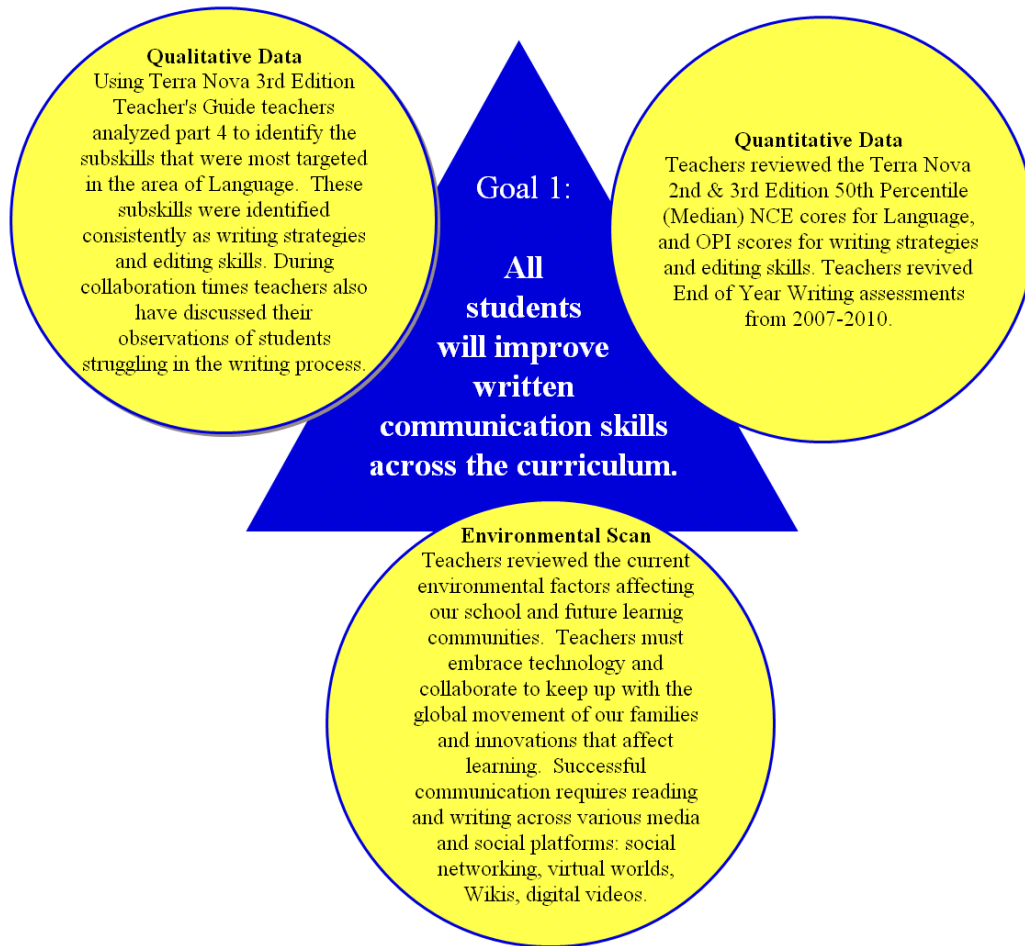 Qualitative Data
Using Terra Nova 3rd Edition
Teacher's Guide teachers
analyzed part 4 to identify the
subskills that were most targeted
in the area of Language. These
subskills were identified
consistently as writing strategies
and editing skills. During
collaboration times teachers also
have discussed their
observations of students
struggling in the writing process.
Goal 1:
All
students
will improve
written
communication skills
across the curriculum.
Quantitative Data
Teachers reviewed the Terra Nova
2nd & 3rd Edition 50th Percentile
(Median) NCE cores for Language,
and OPI scores for writing strategies
and editing skills. Teachers revived
End of Year Writing assessments
from 2007-2010.
Environmental Scan
Teachers reviewed the current
environmental factors affecting
our school and future learnig
communities. Teachers must
embrace technology and
collaborate to keep up with the
global movement of our families
and innovations that affect
learning. Successful
communication requires reading
and writing across various media
and social platforms: social
networking, virtual worlds,
Wikis, digital videos.